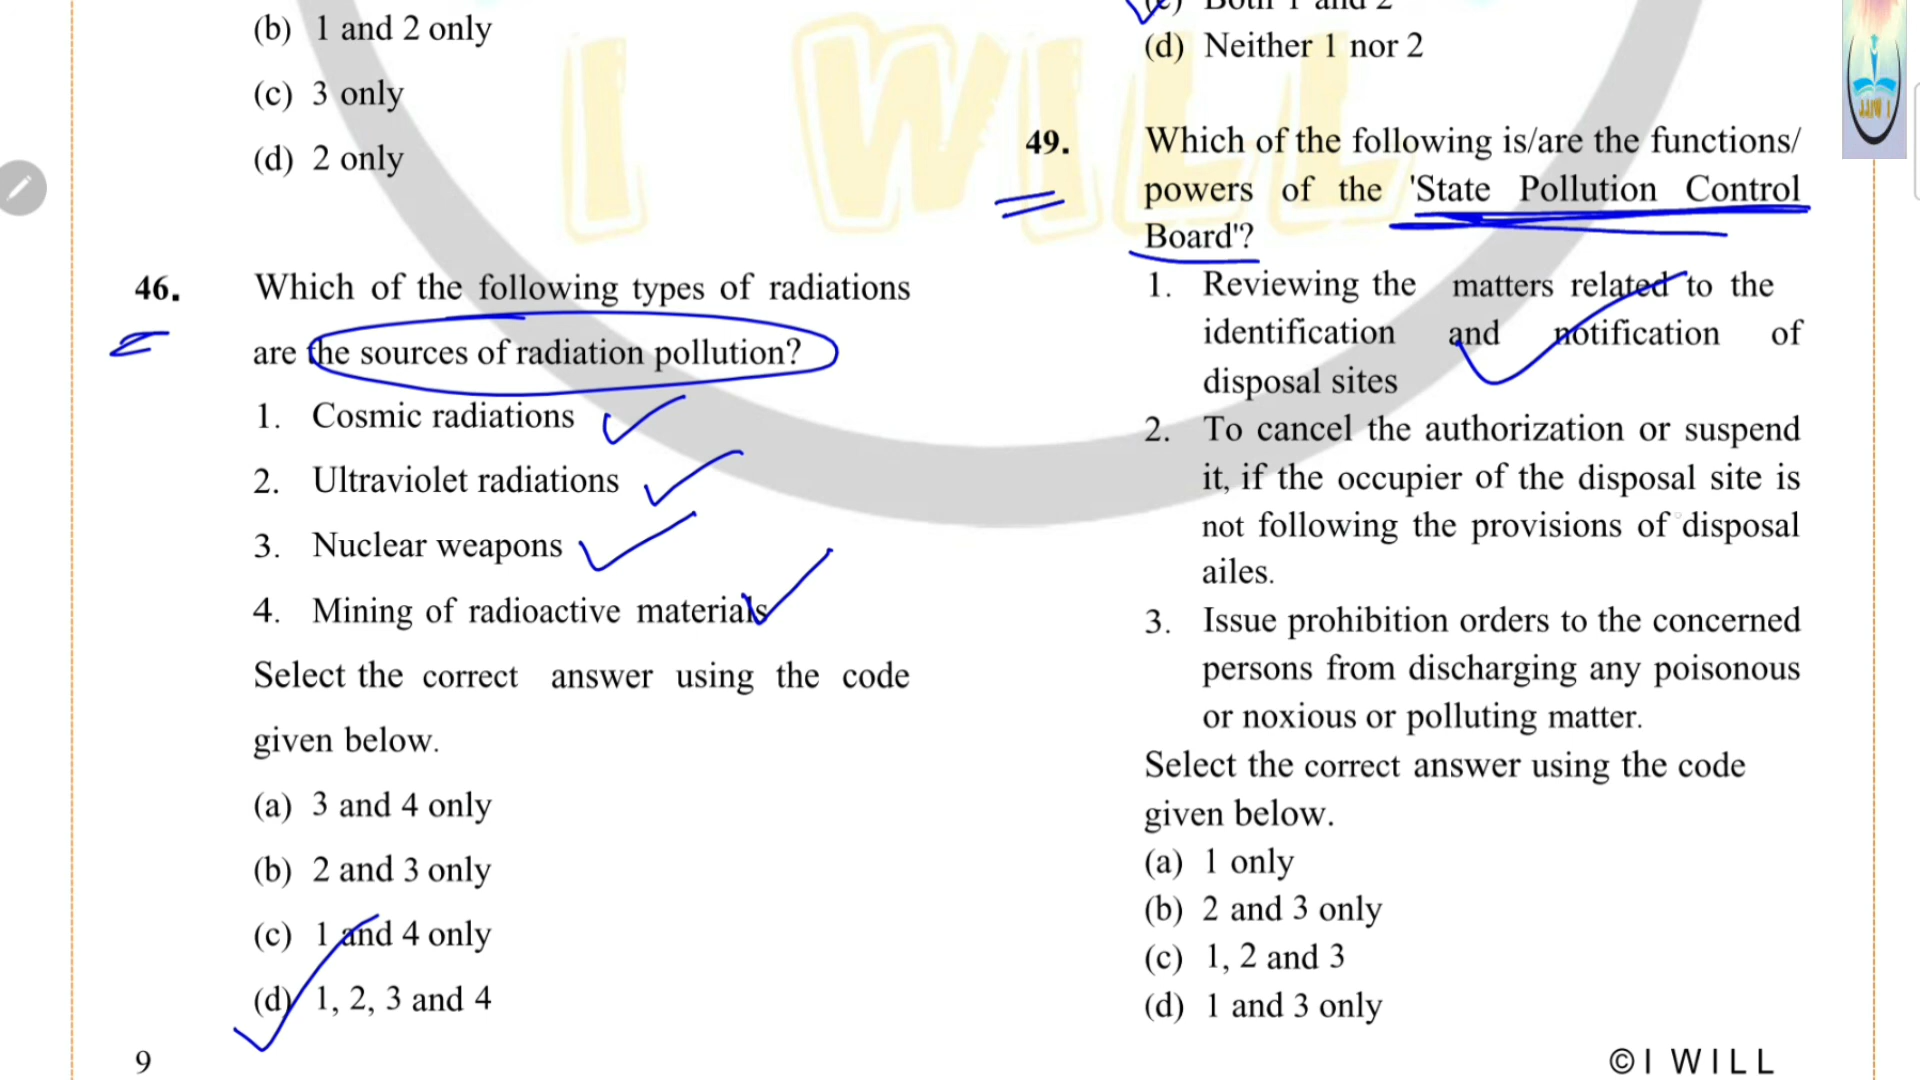 (b) 1 and 2 only
(c) 3 only
(d) 2 only
46. Which of the following types of radiations
are the sources of radiation pollution?
1. Cosmic radiations
2. Ultraviolet radiations
3. Nuclear weapons
4. Mining of radioactive materials
Select the correct answer using the code
given below.
(a) 3 and 4 only
(b) 2 and 3 only
(c) 1 and 4 only
(d) 1, 2, 3 and 4
9
(c) Both 1 and 2
(d) Neither 1 nor 2
49. Which of the following is/are the functions/
powers of the 'State Pollution Control
Board'?
1. Reviewing the matters related to the
identification and notification of
disposal sites
2. To cancel the authorization or suspend
it, if the occupier of the disposal site is
not following the provisions of disposal
ailes.
3. Issue prohibition orders to the concerned
persons from discharging any poisonous
or noxious or polluting matter.
Select the correct answer using the code
given below.
(a) 1 only
(b) 2 and 3 only
(c) 1, 2 and 3
(d) 1 and 3 only
©I WILL
I WILL